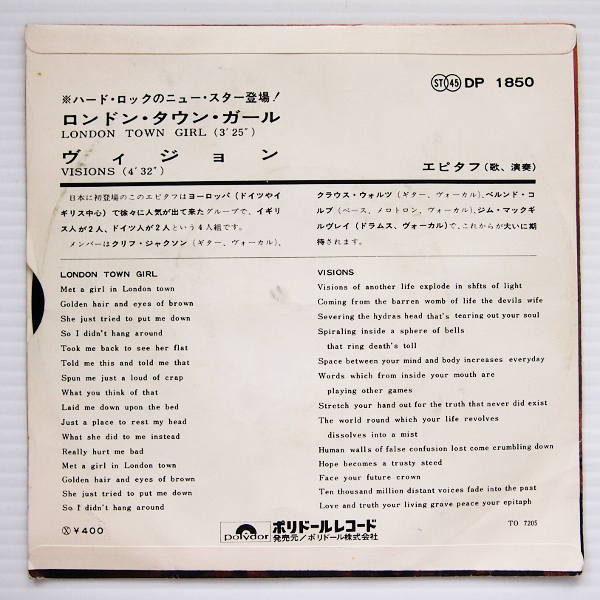 ST 45 DP 1850
※ハード・ロックのニュー・スター登場!
ロンドン・タウン・ガール
LONDON TOWN GIRL (3'25")
ヴィジョン
VISIONS (4'32")
エピタフ(歌、演奏)
日本に初登場のこのエピタフはヨーロッパ(ドイツやイ
ギリス中心)で徐々に人気が出て来たグループで、イギリ
ス人が2人、ドイツ人が2人という4人組です。
メンバーはクリフ・ジャクソン(ギター、ヴォーカル)、
クラウス・ウォルツ(ギター、ヴォーカル)、ベルンド・コ
ルブ(ベース、メロトロン、ヴォーカル)、ジム・マックギ
ルヴレイ(ドラムス、ヴォーカル)で、これからが大いに期
待されます。
LONDON TOWN GIRL
Met a girl in London town
Golden hair and eyes of brown
She just tried to put me down
So I didn't hang around
Took me back to see her flat
Told me this and told me that
Spun me just a loud of crap
What you think of that
Laid me down upon the bed
Just a place to rest my head
What she did to me instead
Really hurt me bad
Met a girl in London town
Golden hair and eyes of brown
She just tried to put me down
So I didn't hang around
VISIONS
Visions of another life explode in shfts of light
Coming from the barren womb of life the devils wife
Severing the hydras head that's tearing out your soul
Spiraling inside a sphere of bells
that ring death's toll
Space between your mind and body increases everyday
Words which from inside your mouth are
playing other games
Stretch your hand out for the truth that never did exist
The world round which your life revolves
dissolves into a mist
Human walls of false confusion lost come crumbling down
Hope becomes a trusty steed
Face your future crown
Ten thousand million distant voices fade into the past
Love and truth your living grave peace your epitaph
Ⓧ¥400
polydor
ポリドールレコード
発売元/ポリドール株式会社
TO 7205